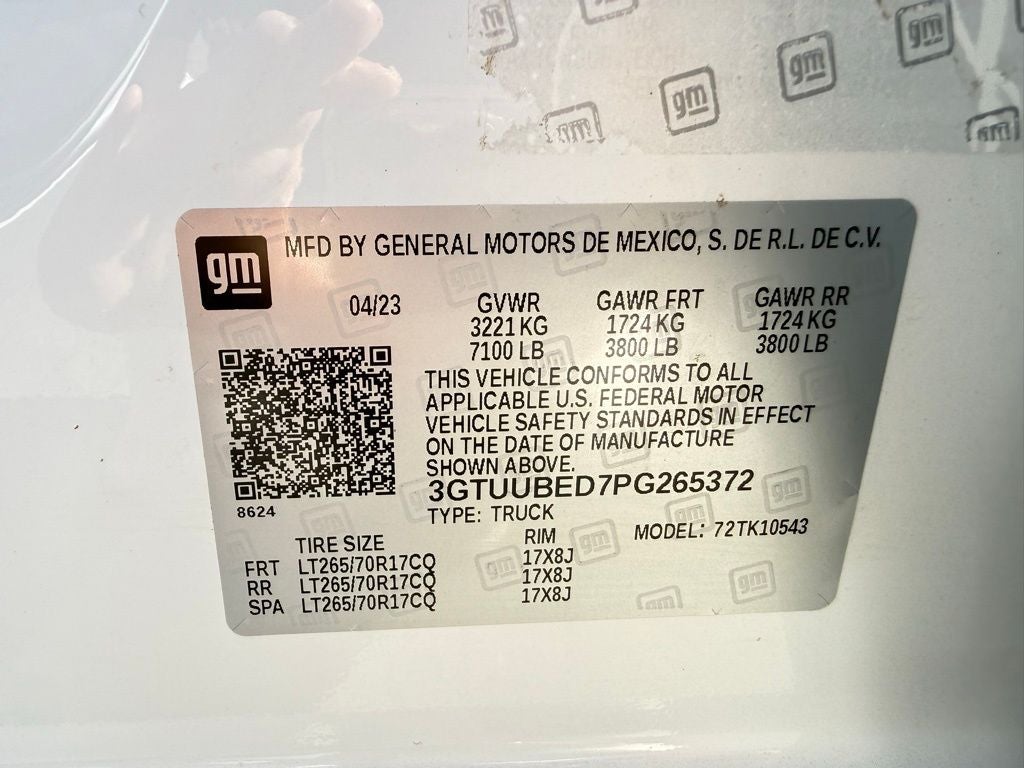 gm gm gm
gm
MFD BY GENERAL MOTORS DE MEXICO, S. DE R.L. DE C.V.
04/23 GVWR GAWR FRT GAWR RR
3221 KG 1724 KG 1724 KG
7100 LB 3800 LB 3800 LB
THIS VEHICLE CONFORMS TO ALL
APPLICABLE U.S. FEDERAL MOTOR
VEHICLE SAFETY STANDARDS IN EFFECT
ON THE DATE OF MANUFACTURE
SHOWN ABOVE.
3GTUUBED7PG265372
8624
TYPE: TRUCK MODEL: 72TK10543
TIRE SIZE RIM
FRT LT265/70R17CQ 17X8J
RR LT265/70R17CQ 17X8J
SPA LT265/70R17CQ 17X8J